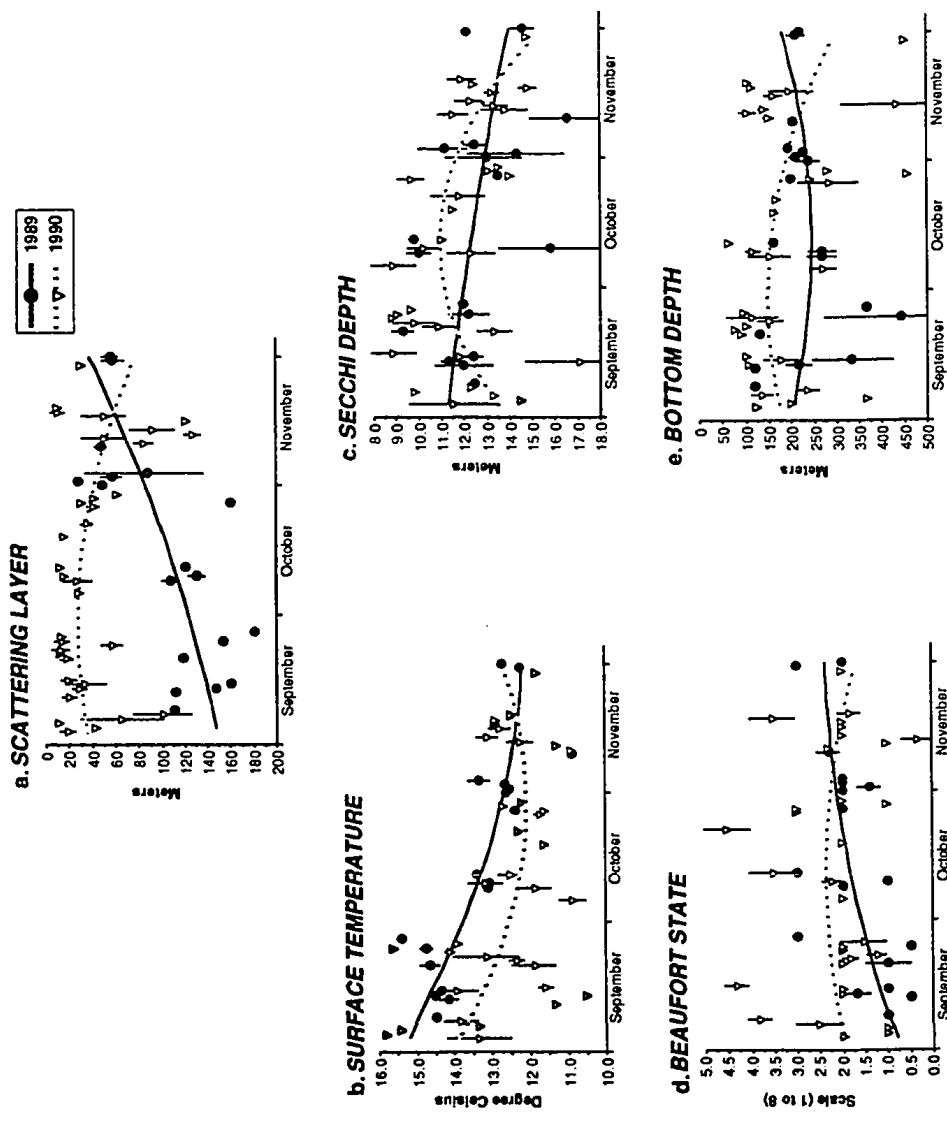 a. SCATTERING LAYER
1989
1990
Meters
0
20
40
60
80
100
120
140
160
180
200
September
October
November
b. SURFACE TEMPERATURE
Degree Celsius
16.0
15.0
14.0
13.0
12.0
11.0
10.0
September
October
November
c. SECCHI DEPTH
Meters
8.0
9.0
10.0
11.0
12.0
13.0
14.0
15.0
16.0
17.0
18.0
September
October
November
d. BEAUFORT STATE
Scale (1 to 8)
5.0
4.5
4.0
3.5
3.0
2.5
2.0
1.5
1.0
0.5
0.0
September
October
November
e. BOTTOM DEPTH
Meters
0
50
100
150
200
250
300
350
400
450
500
September
October
November